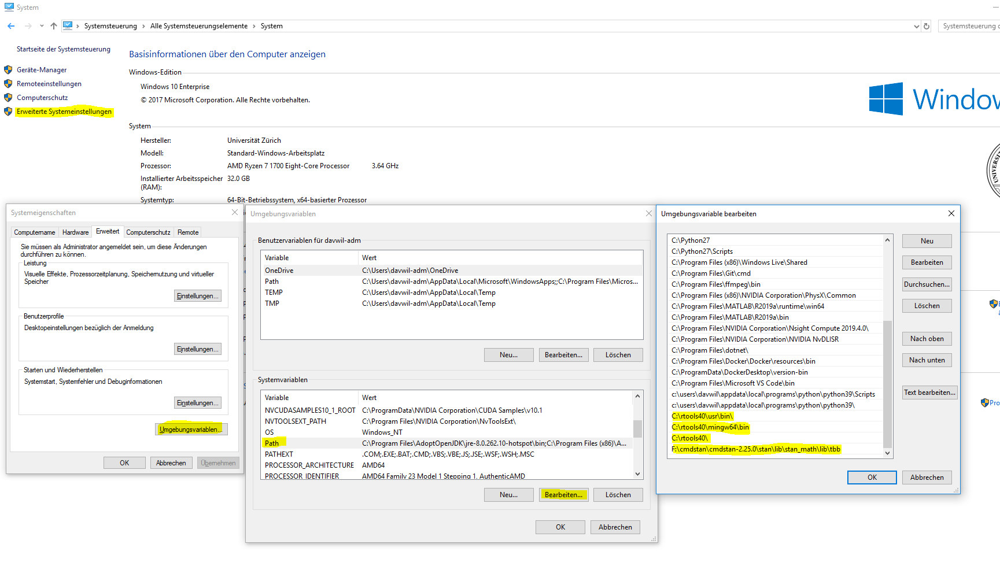 System
Systemsteuerung › Alle Systemsteuerungselemente › System
Systemsteuerung
Startseite der Systemsteuerung
Geräte-Manager
Remoteeinstellungen
Computerschutz
Erweiterte Systemeinstellungen
Basisinformationen über den Computer anzeigen
Windows-Edition
Windows 10 Enterprise
© 2017 Microsoft Corporation. Alle Rechte vorbehalten.
Windo
System
Hersteller: Universität Zürich
Modell: Standard-Windows-Arbeitsplatz
Prozessor: AMD Ryzen 7 1700 Eight-Core Processor 3.64 GHz
Installierter Arbeitsspeicher 32.0 GB
(RAM):
Systemtyp: 64-Bit-Betriebssystem, x64-basierter Prozessor
UNIVERS
Pro
Systemeigenschaften
Computername Hardware Erweitert Computerschutz Remote
Sie müssen als Administrator angemeldet sein, um diese Änderungen
durchführen zu können.
Leistung
Visuelle Effekte, Prozessorzeitplanung, Speichernutzung und virtueller
Speicher
Einstellungen...
Benutzerprofile
Desktopeinstellungen bezüglich der Anmeldung
Einstellungen...
Starten und Wiederherstellen
Systemstart, Systemfehler und Debuginformationen
Einstellungen...
Umgebungsvariablen...
OK Abbrechen Übernehmen
Umgebungsvariablen
Benutzervariablen für davwil-adm
Variable Wert
OneDrive C:\Users\davwil-adm\OneDrive
Path C:\Users\davwil-adm\AppData\Local\Microsoft\WindowsApps;;C:\Program Files\Micros...
TEMP C:\Users\davwil-adm\AppData\Local\Temp
TMP C:\Users\davwil-adm\AppData\Local\Temp
Neu... Bearbeiten... Löschen
Systemvariablen
Variable Wert
NVCUDASAMPLES10_1_ROOT C:\ProgramData\NVIDIA Corporation\CUDA Samples\v10.1
NVTOOLSEXT_PATH C:\Program Files\NVIDIA Corporation\NvToolsExt\
OS Windows_NT
Path C:\Program Files\AdoptOpenJDK\jre-8.0.262.10-hotspot\bin;C:\Program Files (x86)\A...
PATHEXT .COM;.EXE;.BAT;.CMD;.VBS;.VBE;.JS;.JSE;.WSF;.WSH;.MSC
PROCESSOR_ARCHITECTURE AMD64
PROCESSOR_IDENTIFIER AMD64 Family 23 Model 1 Stepping 1, AuthenticAMD
Neu... Bearbeiten... Löschen
OK Abbrechen
Umgebungsvariable bearbeiten
C:\Python27
C:\Python27\Scripts
C:\Program Files (x86)\Windows Live\Shared
C:\Program Files\Git\cmd
C:\Program Files\ffmpeg\bin
C:\Program Files (x86)\NVIDIA Corporation\PhysX\Common
C:\Program Files\MATLAB\R2019a\runtime\win64
C:\Program Files\MATLAB\R2019a\bin
C:\Program Files\NVIDIA Corporation\Nsight Compute 2019.4.0\
C:\Program Files\NVIDIA Corporation\NVIDIA NvDLISR
C:\Program Files\dotnet\
C:\Program Files\Docker\Docker\resources\bin
C:\ProgramData\DockerDesktop\version-bin
C:\Program Files\Microsoft VS Code\bin
c:\users\davwil\appdata\local\programs\python\python39\Scripts
c:\users\davwil\appdata\local\programs\python\python39\
C:\rtools40\usr\bin\
C:\rtools40\mingw64\bin
C:\rtools40\
F:\cmdstan\cmdstan-2.25.0\stan\lib\stan_math\lib\tbb
Neu
Bearbeiten
Durchsuchen...
Löschen
Nach oben
Nach unten
Text bearbeiten...
OK Abbrechen